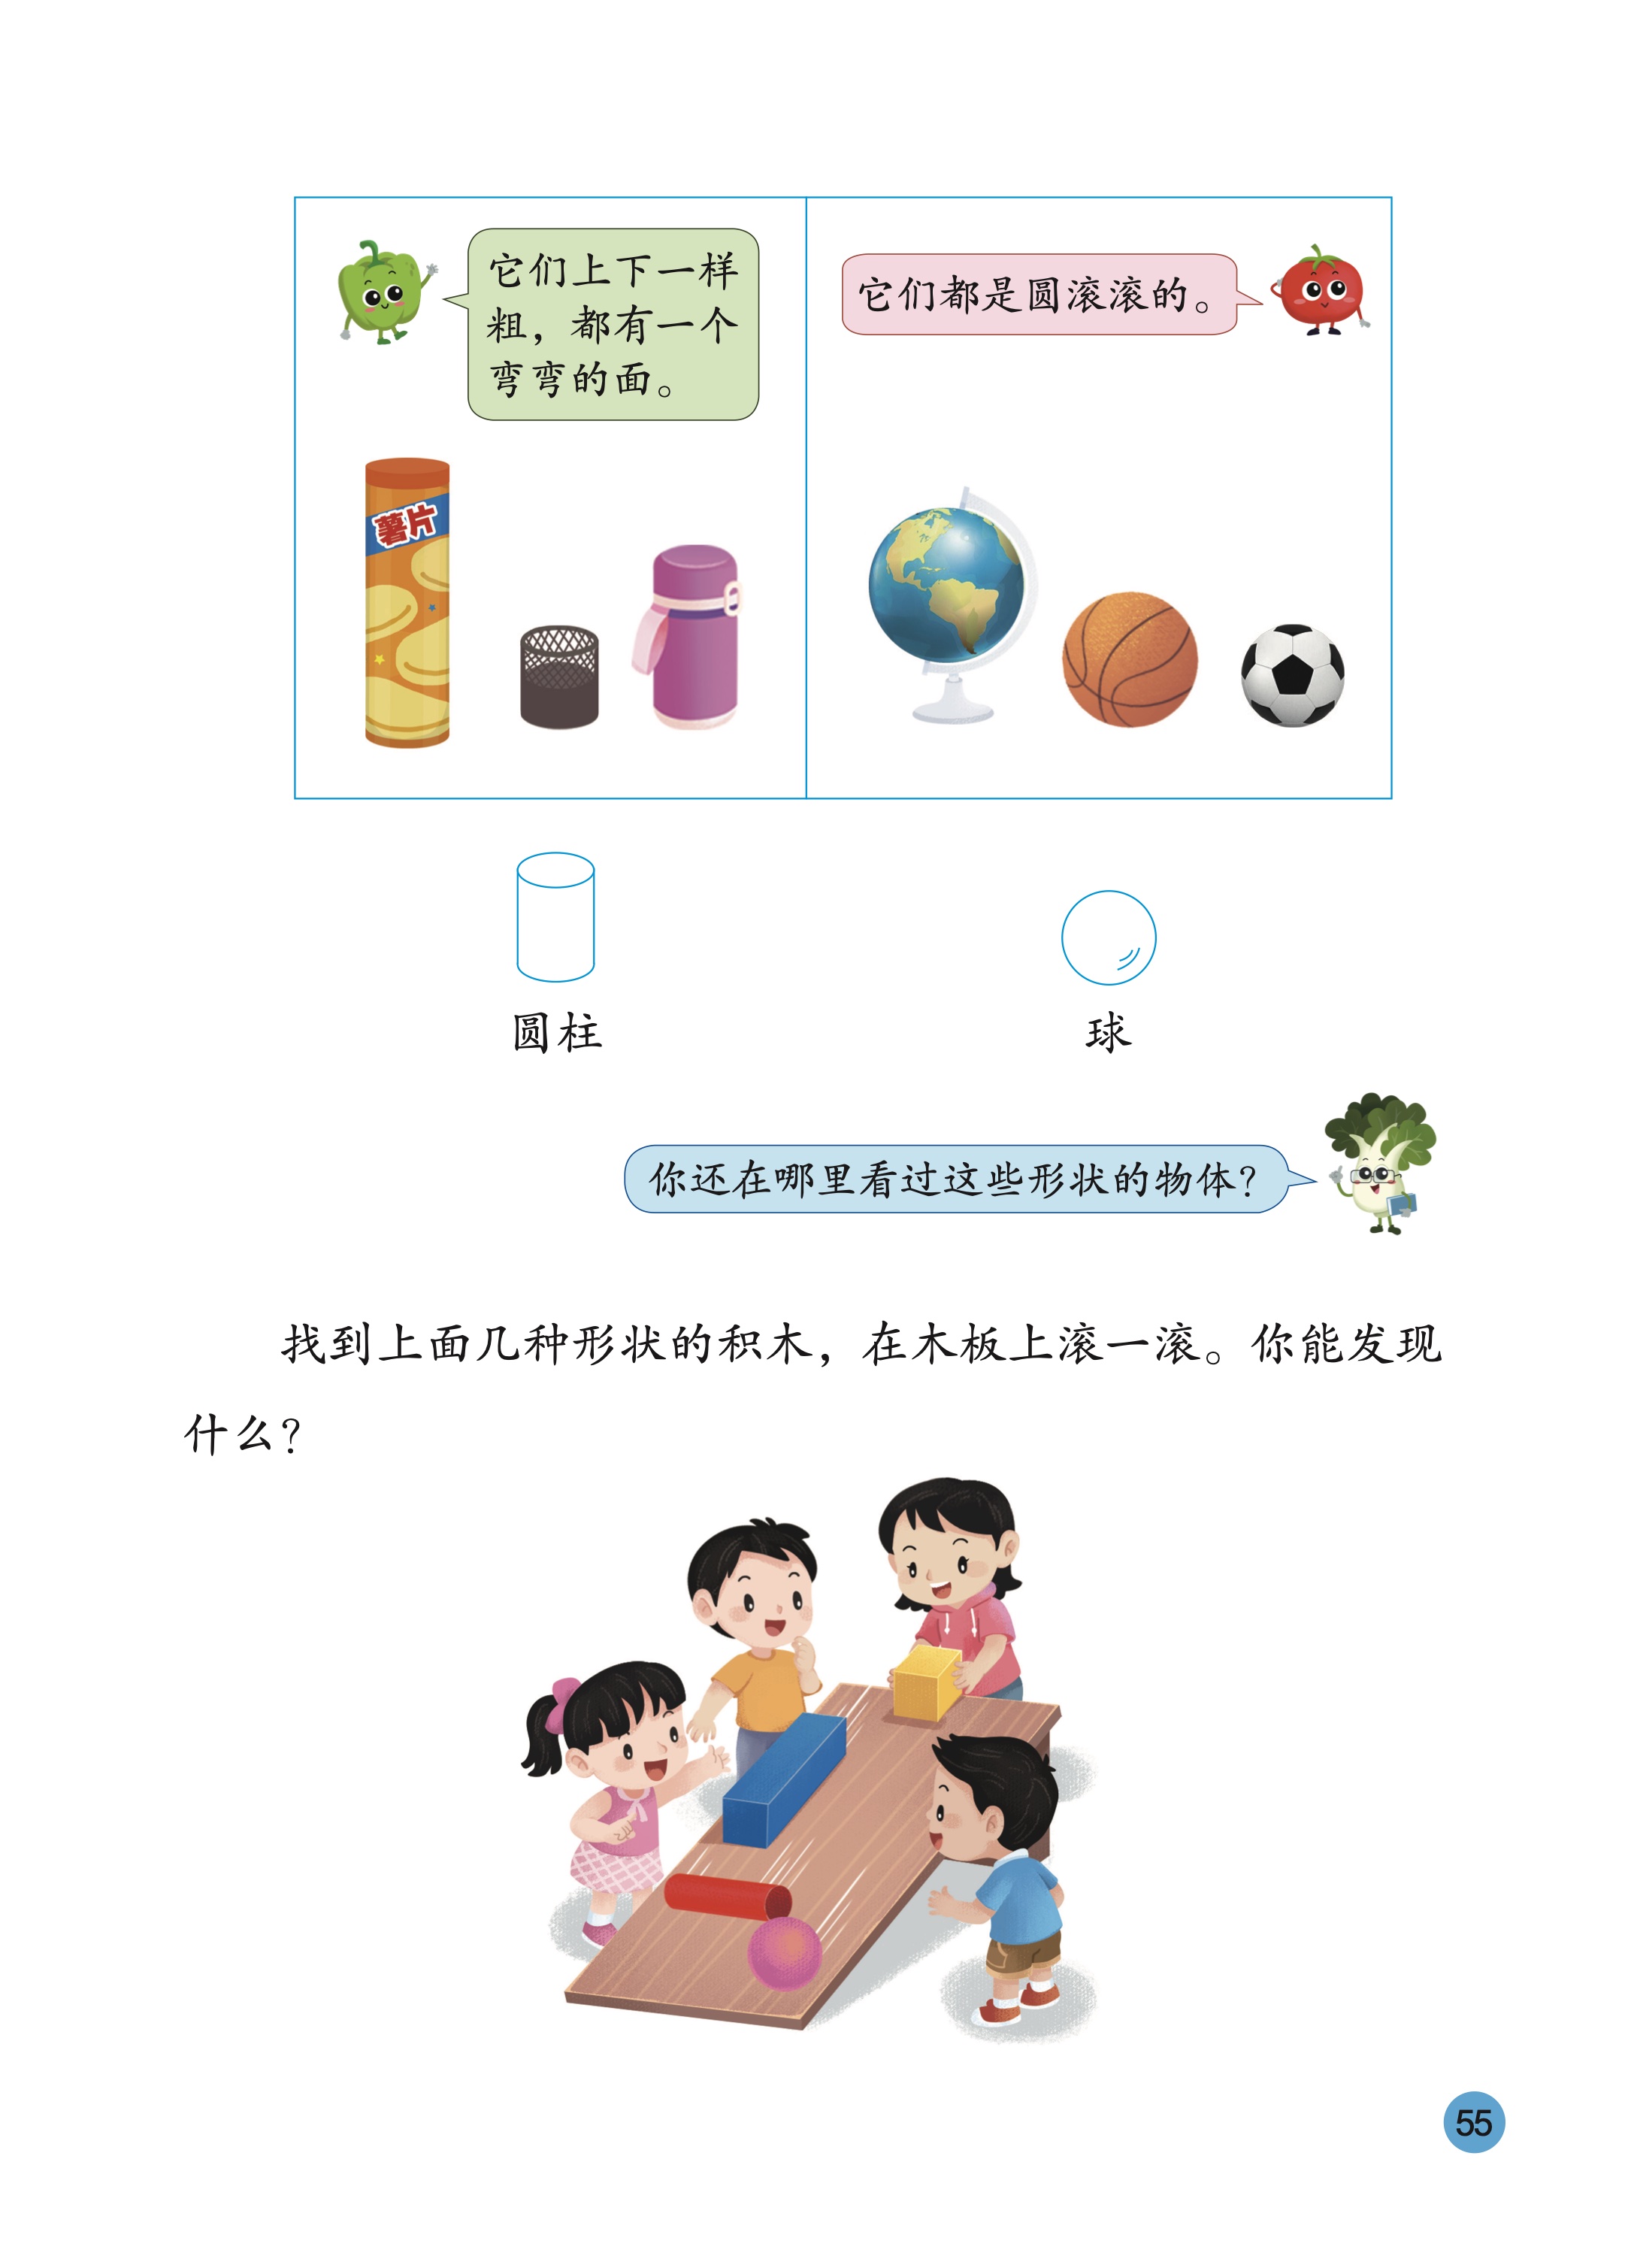 它们上下一样
粗，都有一个
弯弯的面。
它们都是圆滚滚的。
薯片
圆柱
球
你还在哪里看过这些形状的物体？
找到上面几种形状的积木，在木板上滚一滚。你能发现
什么？
55